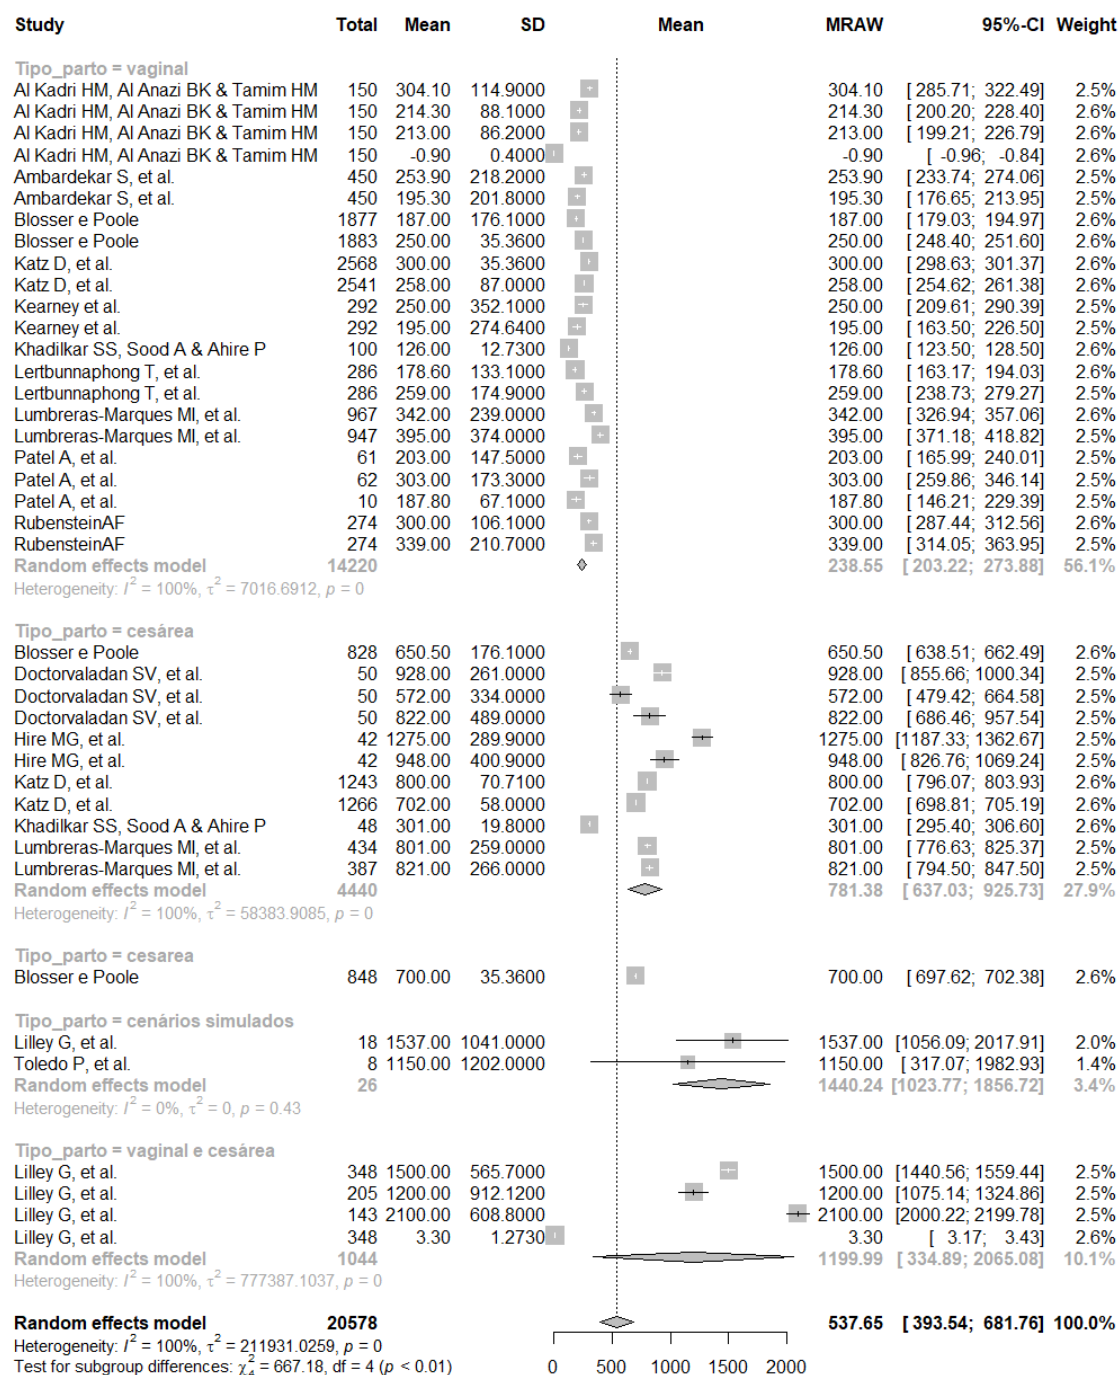 Study Total Mean SD Mean MRAW 95%-CI Weight
Tipo_parto = vaginal
Al Kadri HM, Al Anazi BK & Tamim HM 150 304.10 114.9000 304.10 [285.71; 322.49] 2.5%
Al Kadri HM, Al Anazi BK & Tamim HM 150 214.30 88.1000 214.30 [200.20; 228.40] 2.6%
Al Kadri HM, Al Anazi BK & Tamim HM 150 213.00 86.2000 213.00 [199.21; 226.79] 2.6%
Al Kadri HM, Al Anazi BK & Tamim HM 150 -0.90 0.4000 -0.90 [ -0.96; -0.84] 2.6%
Ambardekar S, et al. 450 253.90 218.2000 253.90 [233.74; 274.06] 2.5%
Ambardekar S, et al. 450 195.30 201.8000 195.30 [176.65; 213.95] 2.5%
Blosser e Poole 1877 187.00 176.1000 187.00 [179.03; 194.97] 2.6%
Blosser e Poole 1883 250.00 35.3600 250.00 [248.40; 251.60] 2.6%
Katz D, et al. 2568 300.00 35.3600 300.00 [298.63; 301.37] 2.6%
Katz D, et al. 2541 258.00 87.0000 258.00 [254.62; 261.38] 2.6%
Kearney et al. 292 250.00 352.1000 250.00 [209.61; 290.39] 2.5%
Kearney et al. 292 195.00 274.6400 195.00 [163.50; 226.50] 2.5%
Khadilkar SS, Sood A & Ahire P 100 126.00 12.7300 126.00 [123.50; 128.50] 2.6%
Lertbunnaphong T, et al. 286 178.60 133.1000 178.60 [163.17; 194.03] 2.5%
Lertbunnaphong T, et al. 286 259.00 174.9000 259.00 [238.73; 279.27] 2.5%
Lumbreras-Marques MI, et al. 967 342.00 239.0000 342.00 [326.94; 357.06] 2.5%
Lumbreras-Marques MI, et al. 947 395.00 374.0000 395.00 [371.18; 418.82] 2.5%
Patel A, et al. 61 203.00 147.5000 203.00 [165.99; 240.01] 2.5%
Patel A, et al. 62 303.00 173.3000 303.00 [259.86; 346.14] 2.5%
Patel A, et al. 10 187.80 67.1000 187.80 [146.21; 229.39] 2.5%
RubensteinAF 274 300.00 106.1000 300.00 [287.44; 312.56] 2.6%
RubensteinAF 274 339.00 210.7000 339.00 [314.05; 363.95] 2.5%
Random effects model 14220 238.55 [203.22; 273.88] 56.1%
Heterogeneity: I² = 100%, τ² = 7016.6912, p = 0
Tipo_parto = cesárea
Blosser e Poole 828 650.50 176.1000 650.50 [638.51; 662.49] 2.6%
Doctorvaladan SV, et al. 50 928.00 261.0000 928.00 [855.66; 1000.34] 2.5%
Doctorvaladan SV, et al. 50 572.00 334.0000 572.00 [479.42; 664.58] 2.5%
Doctorvaladan SV, et al. 50 822.00 489.0000 822.00 [686.46; 957.54] 2.5%
Hire MG, et al. 42 1275.00 289.9000 1275.00 [1187.33; 1362.67] 2.5%
Hire MG, et al. 42 948.00 400.9000 948.00 [826.76; 1069.24] 2.5%
Katz D, et al. 1243 800.00 70.7100 800.00 [796.07; 803.93] 2.6%
Katz D, et al. 1266 702.00 58.0000 702.00 [698.81; 705.19] 2.6%
Khadilkar SS, Sood A & Ahire P 48 301.00 19.8000 301.00 [295.40; 306.60] 2.6%
Lumbreras-Marques MI, et al. 434 801.00 259.0000 801.00 [776.63; 825.37] 2.5%
Lumbreras-Marques MI, et al. 387 821.00 266.0000 821.00 [794.50; 847.50] 2.5%
Random effects model 4440 781.38 [637.03; 925.73] 27.9%
Heterogeneity: I² = 100%, τ² = 58383.9085, p = 0
Tipo_parto = cesarea
Blosser e Poole 848 700.00 35.3600 700.00 [697.62; 702.38] 2.6%
Tipo_parto = cenários simulados
Lilley G, et al. 18 1537.00 1041.0000 1537.00 [1056.09; 2017.91] 2.0%
Toledo P, et al. 8 1150.00 1202.0000 1150.00 [ 317.07; 1982.93] 1.4%
Random effects model 26 1440.24 [1023.77; 1856.72] 3.4%
Heterogeneity: I² = 0%, τ² = 0, p = 0.43
Tipo_parto = vaginal e cesárea
Lilley G, et al. 348 1500.00 565.7000 1500.00 [1440.56; 1559.44] 2.5%
Lilley G, et al. 205 1200.00 912.1200 1200.00 [1075.14; 1324.86] 2.5%
Lilley G, et al. 143 2100.00 608.8000 2100.00 [2000.22; 2199.78] 2.5%
Lilley G, et al. 348 3.30 1.2730 3.30 [ 3.17; 3.43] 2.6%
Random effects model 1044 1199.99 [ 334.89; 2065.08] 10.1%
Heterogeneity: I² = 100%, τ² = 777387.1037, p = 0
Random effects model 20578 537.65 [393.54; 681.76] 100.0%
Heterogeneity: I² = 100%, τ² = 211931.0259, p = 0
Test for subgroup differences: χ²₄ = 667.18, df = 4 (p < 0.01)
0 500 1000 1500 2000